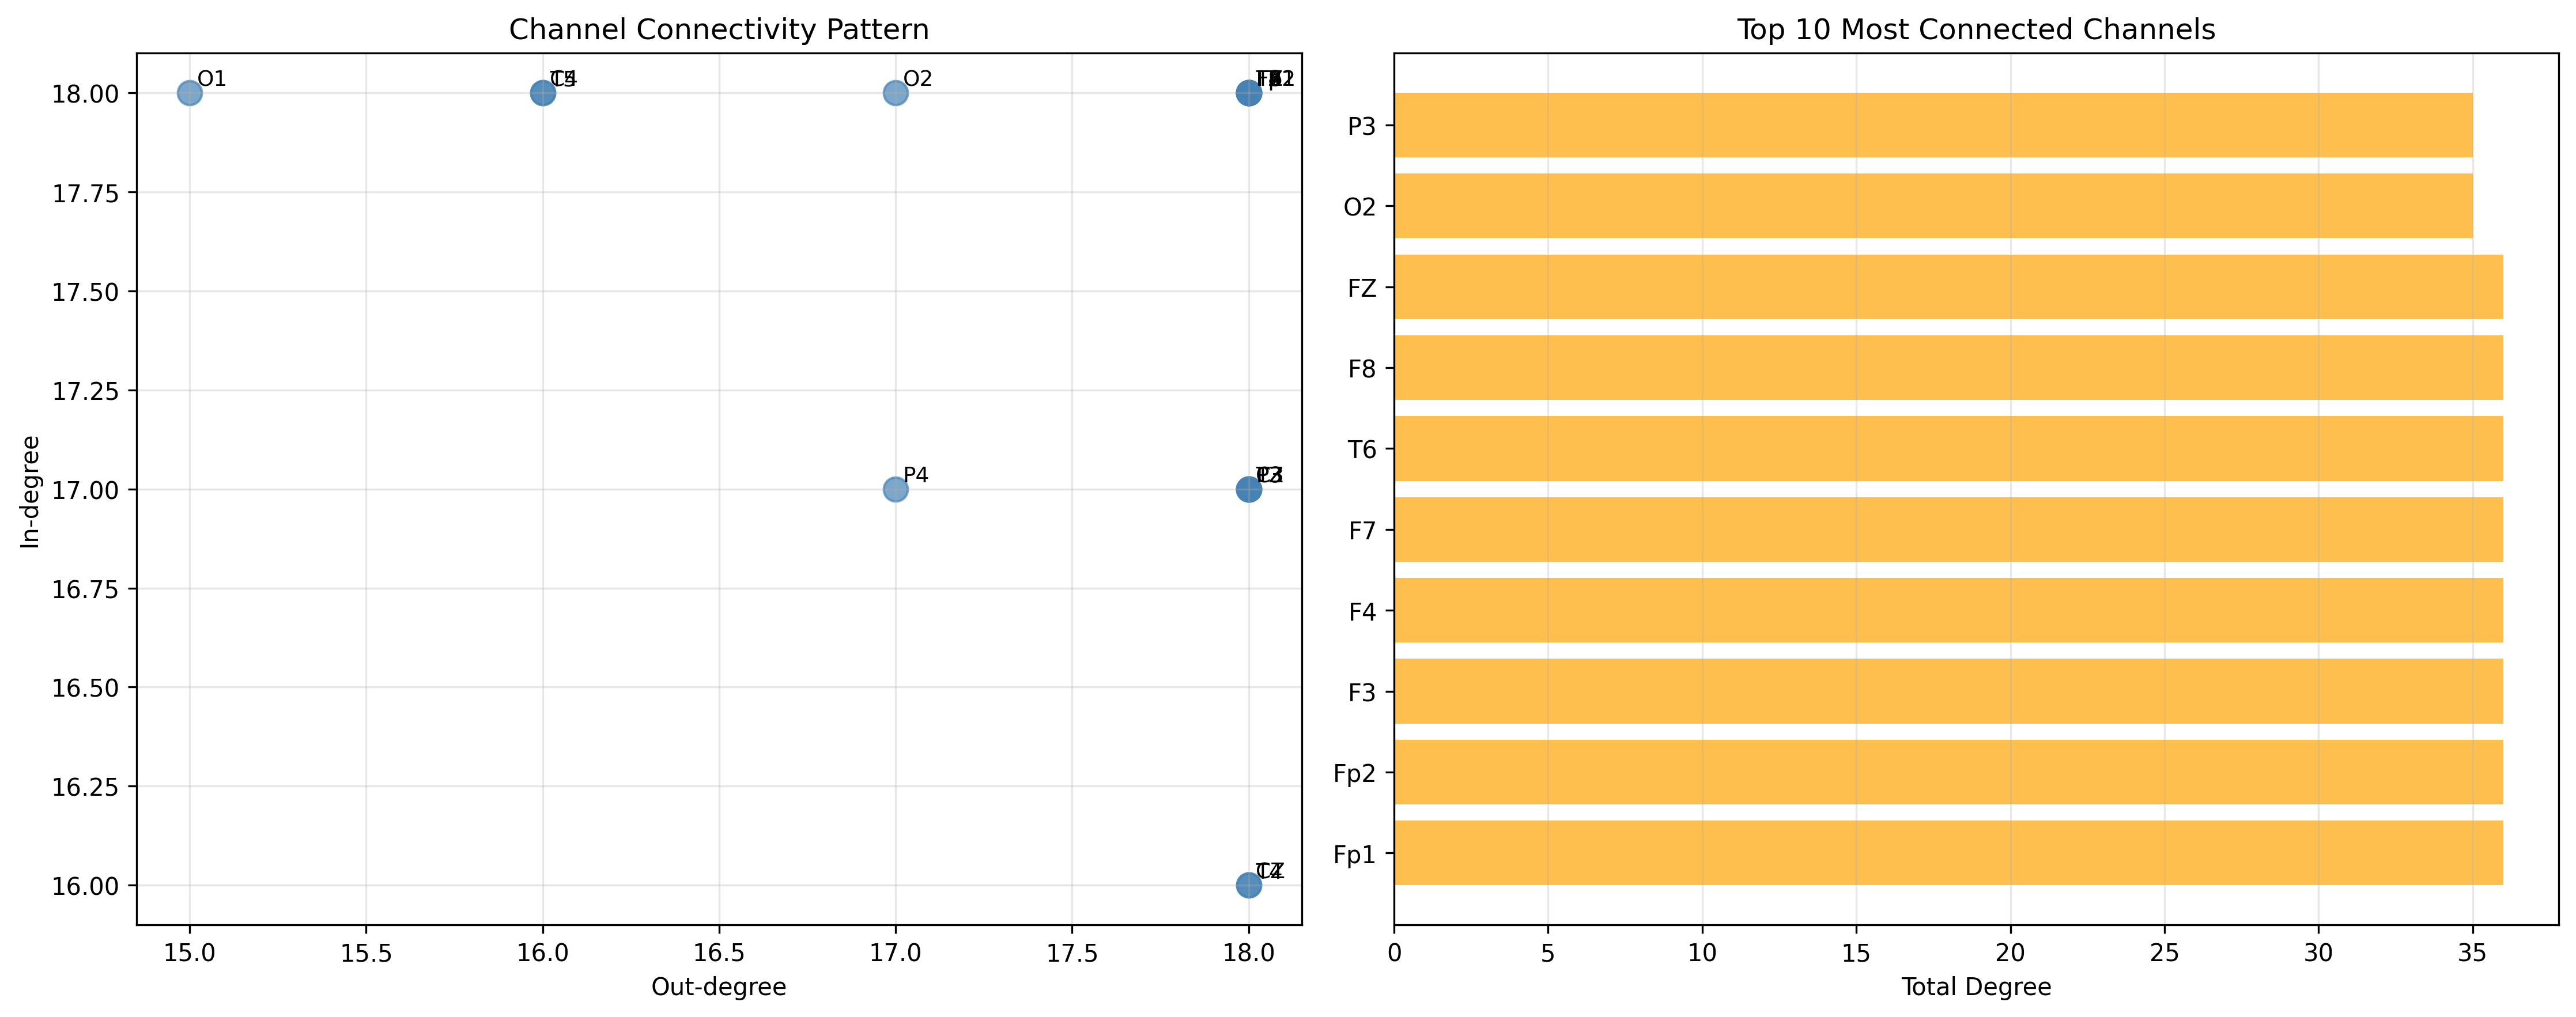 Channel Connectivity Pattern
O1
O2
18.00
17.75
17.50
17.25
P4
17.00
16.75
16.50
16.25
16.00
15.0 15.5 16.0 16.5 17.0 17.5 18.0
Out-degree
In-degree
Top 10 Most Connected Channels
P3
O2
FZ
F8
T6
F7
F4
F3
Fp2
Fp1
0 5 10 15 20 25 30 35
Total Degree